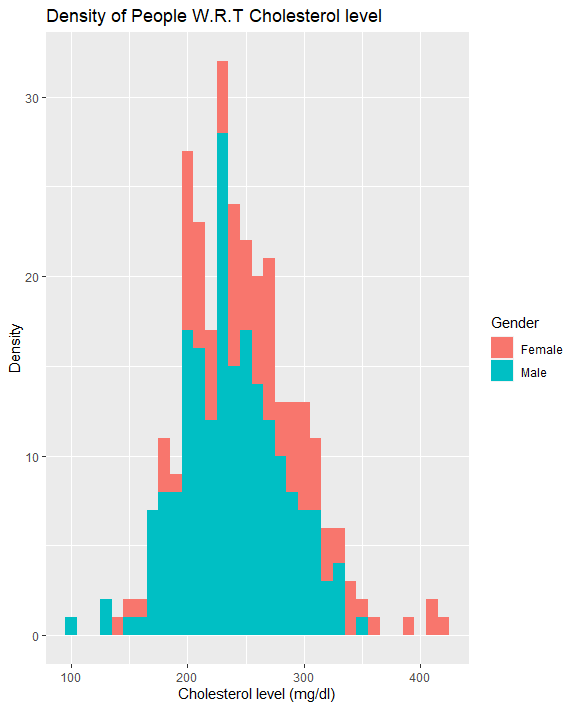 Density of People W.R.T Cholesterol level
30
20
10
0
Density
100 200 300 400
Cholesterol level (mg/dl)
Gender
Female
Male